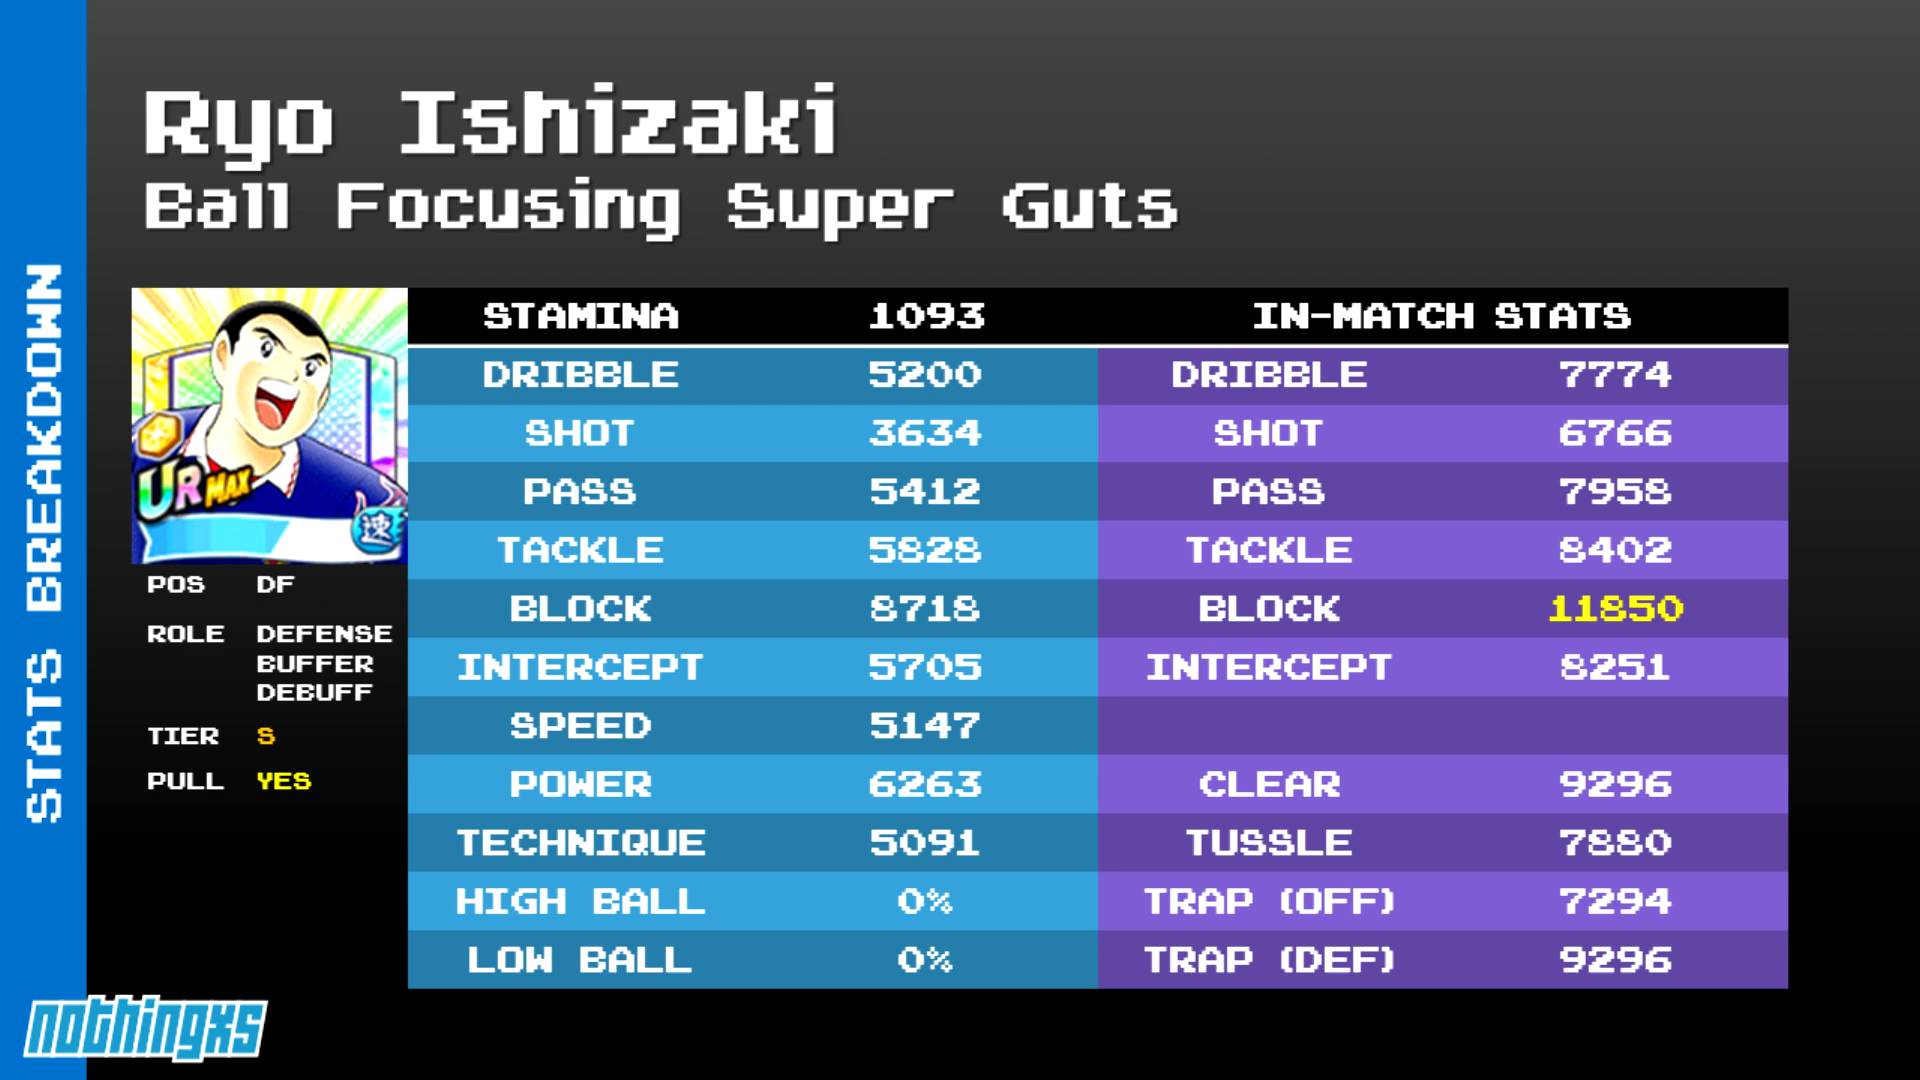 STATS BREAKDOWN
Ryo Ishizaki
Ball Focusing Super Guts
UR MAX
速
POS DF
ROLE DEFENSE
BUFFER
DEBUFF
TIER S
PULL YES
STAMINA 1093 IN-MATCH STATS
DRIBBLE 5200 DRIBBLE 7774
SHOT 3634 SHOT 6766
PASS 5412 PASS 7958
TACKLE 5828 TACKLE 8402
BLOCK 8718 BLOCK 11850
INTERCEPT 5705 INTERCEPT 8251
SPEED 5147
POWER 6263 CLEAR 9296
TECHNIQUE 5091 TUSSLE 7880
HIGH BALL 0% TRAP (OFF) 7294
LOW BALL 0% TRAP (DEF) 9296
nothingxs